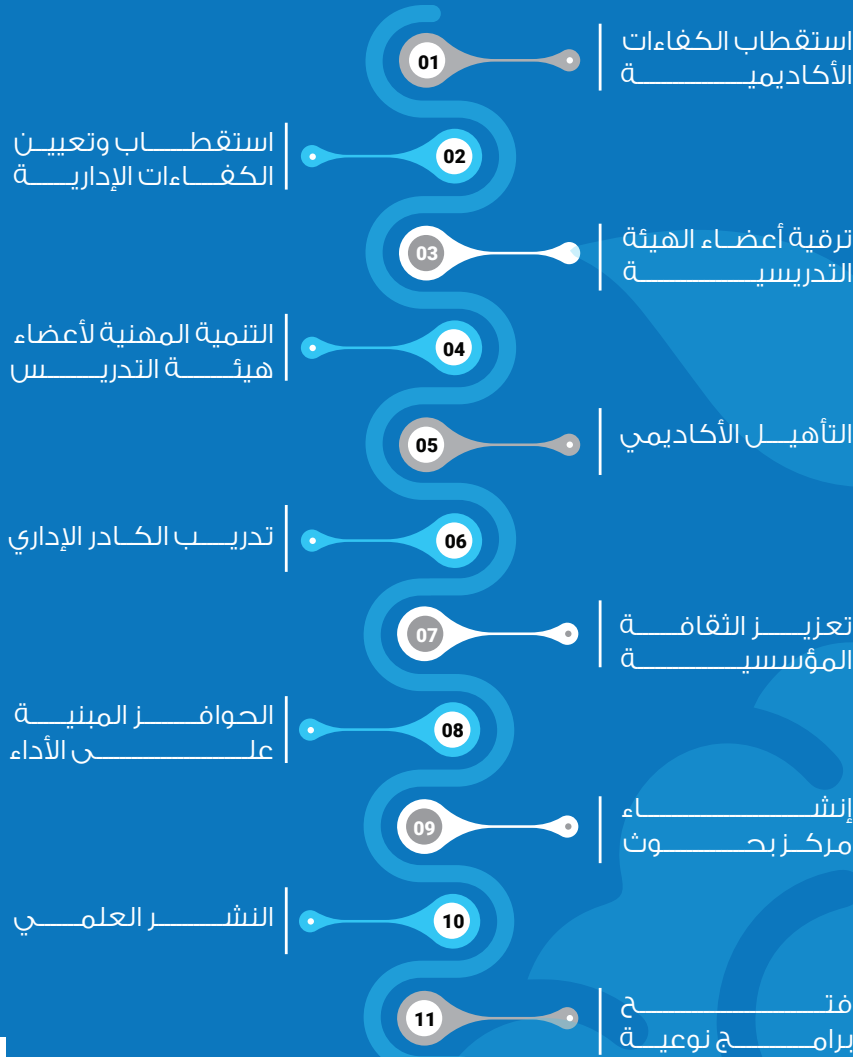 01
استقطاب الكفاءات
الأكاديمية
02
استقطاب وتعيين
الكفاءات الإدارية
03
ترقية أعضاء الهيئة
التدريسية
04
التنمية المهنية لأعضاء
هيئة التدريس
05
التأهيل الأكاديمي
06
تدريب الكادر الإداري
07
تعزيز الثقافة
المؤسسية
08
الحوافز المبنية
على الأداء
09
إنشاء
مركز بحوث
10
النشر العلمي
11
فتح
برامج نوعية